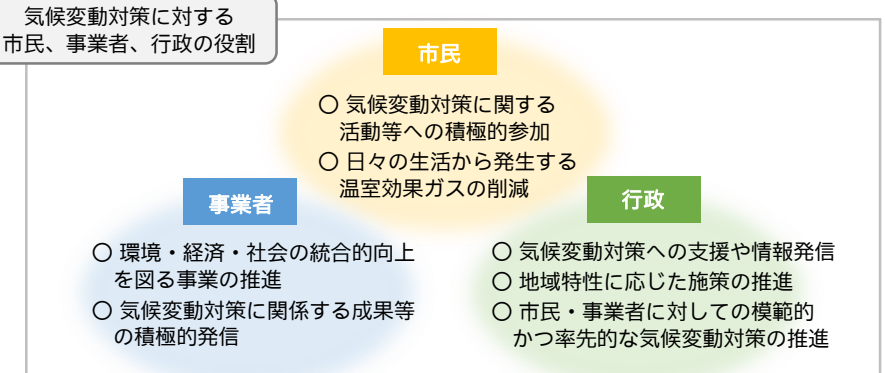 気候変動対策に対する
市民、事業者、行政の役割
市民
〇 気候変動対策に関する
活動等への積極的参加
〇 日々の生活から発生する
温室効果ガスの削減
事業者
〇 環境・経済・社会の統合的向上
を図る事業の推進
〇 気候変動対策に関係する成果等
の積極的発信
行政
〇 気候変動対策への支援や情報発信
〇 地域特性に応じた施策の推進
〇 市民・事業者に対しての模範的
かつ率先的な気候変動対策の推進